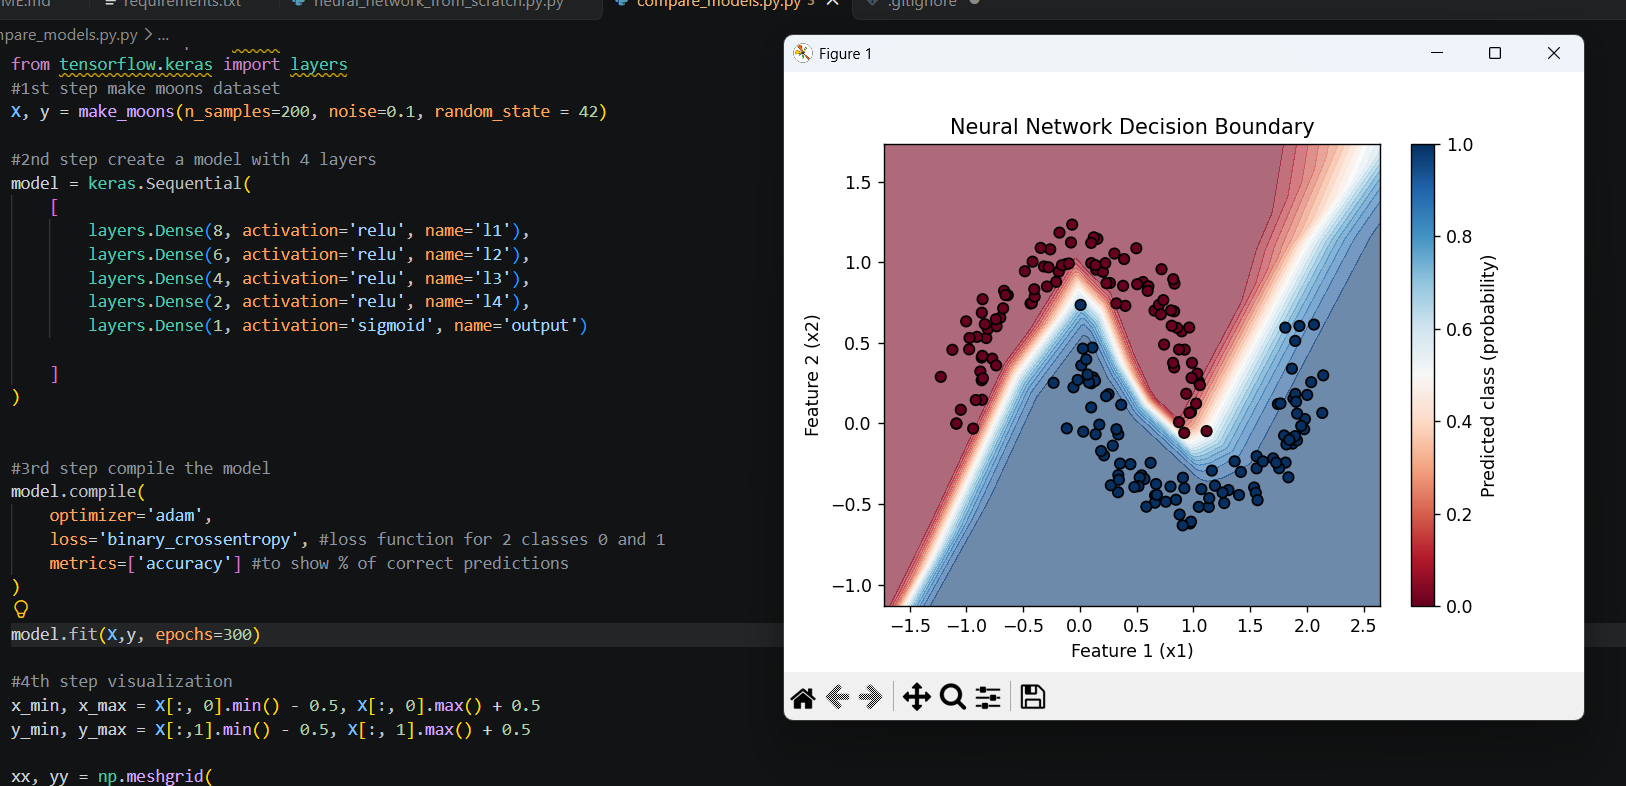 ME.md requirements.txt neural_network_from_scratch.py.py compare_models.py.py 3 .gitignore
mpare_models.py.py > ...
from tensorflow.keras import layers
#1st step make moons dataset
X, y = make_moons(n_samples=200, noise=0.1, random_state = 42)
#2nd step create a model with 4 layers
model = keras.Sequential(
[
layers.Dense(8, activation='relu', name='l1'),
layers.Dense(6, activation='relu', name='l2'),
layers.Dense(4, activation='relu', name='l3'),
layers.Dense(2, activation='relu', name='l4'),
layers.Dense(1, activation='sigmoid', name='output')
]
)
#3rd step compile the model
model.compile(
optimizer='adam',
loss='binary_crossentropy', #loss function for 2 classes 0 and 1
metrics=['accuracy'] #to show % of correct predictions
)
model.fit(X,y, epochs=300)
#4th step visualization
x_min, x_max = X[:, 0].min() - 0.5, X[:, 0].max() + 0.5
y_min, y_max = X[:,1].min() - 0.5, X[:, 1].max() + 0.5
xx, yy = np.meshgrid(
Figure 1
Neural Network Decision Boundary
1.5
1.0
0.5
0.0
−0.5
−1.0
Feature 2 (x2)
−1.5 −1.0 −0.5 0.0 0.5 1.0 1.5 2.0 2.5
Feature 1 (x1)
1.0
0.8
0.6
0.4
0.2
0.0
Predicted class (probability)